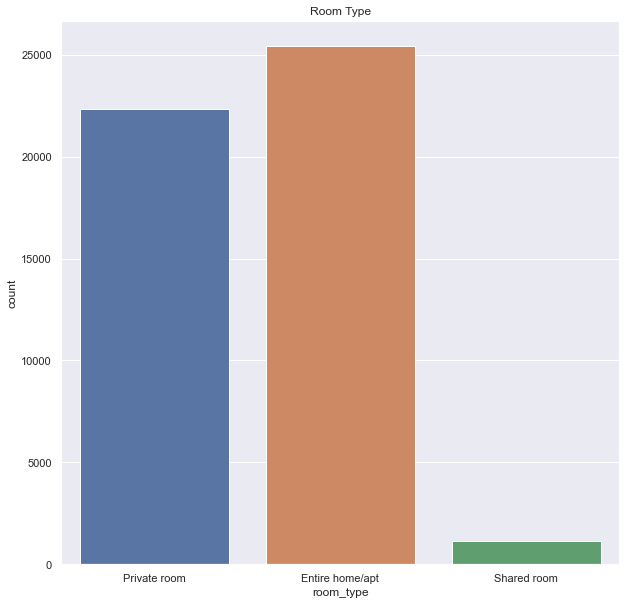 Room Type
25000
20000
15000
10000
5000
0
count
Private room
Entire home/apt
Shared room
room_type